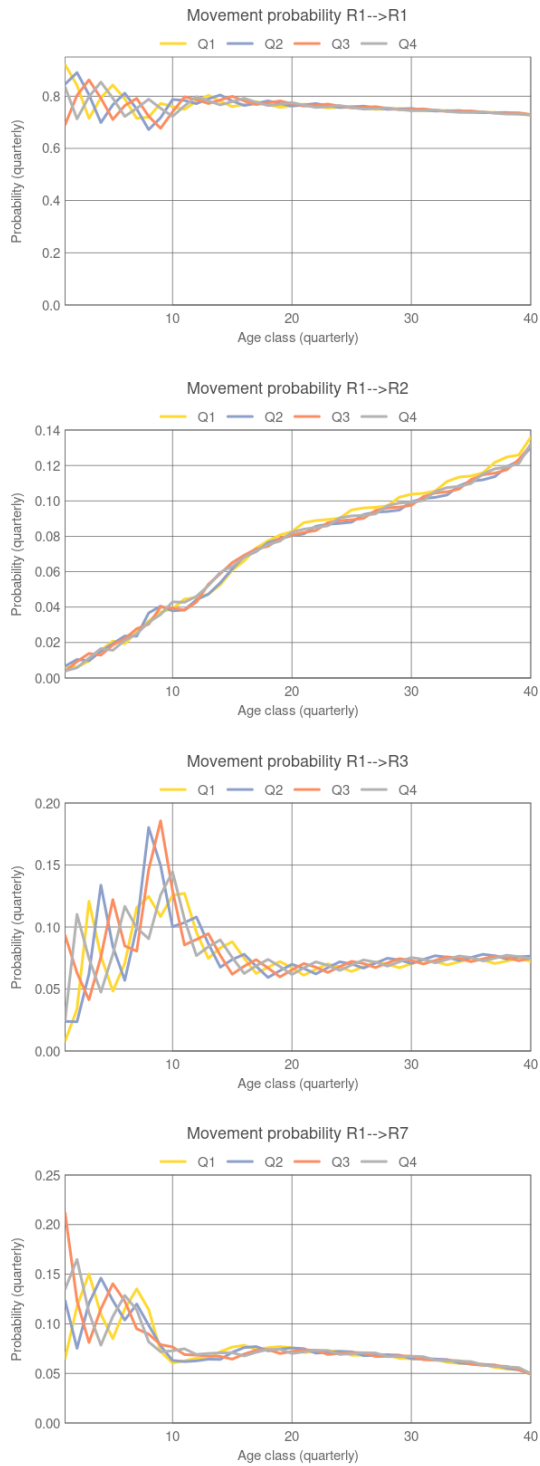 Movement probability R1-->R1
Q1 Q2 Q3 Q4
0.8
0.6
0.4
0.2
0.0
Probability (quarterly)
10 20 30 40
Age class (quarterly)
Movement probability R1-->R2
Q1 Q2 Q3 Q4
0.14
0.12
0.10
0.08
0.06
0.04
0.02
0.00
Probability (quarterly)
10 20 30 40
Age class (quarterly)
Movement probability R1-->R3
Q1 Q2 Q3 Q4
0.20
0.15
0.10
0.05
0.00
Probability (quarterly)
10 20 30 40
Age class (quarterly)
Movement probability R1-->R7
Q1 Q2 Q3 Q4
0.25
0.20
0.15
0.10
0.05
0.00
Probability (quarterly)
10 20 30 40
Age class (quarterly)